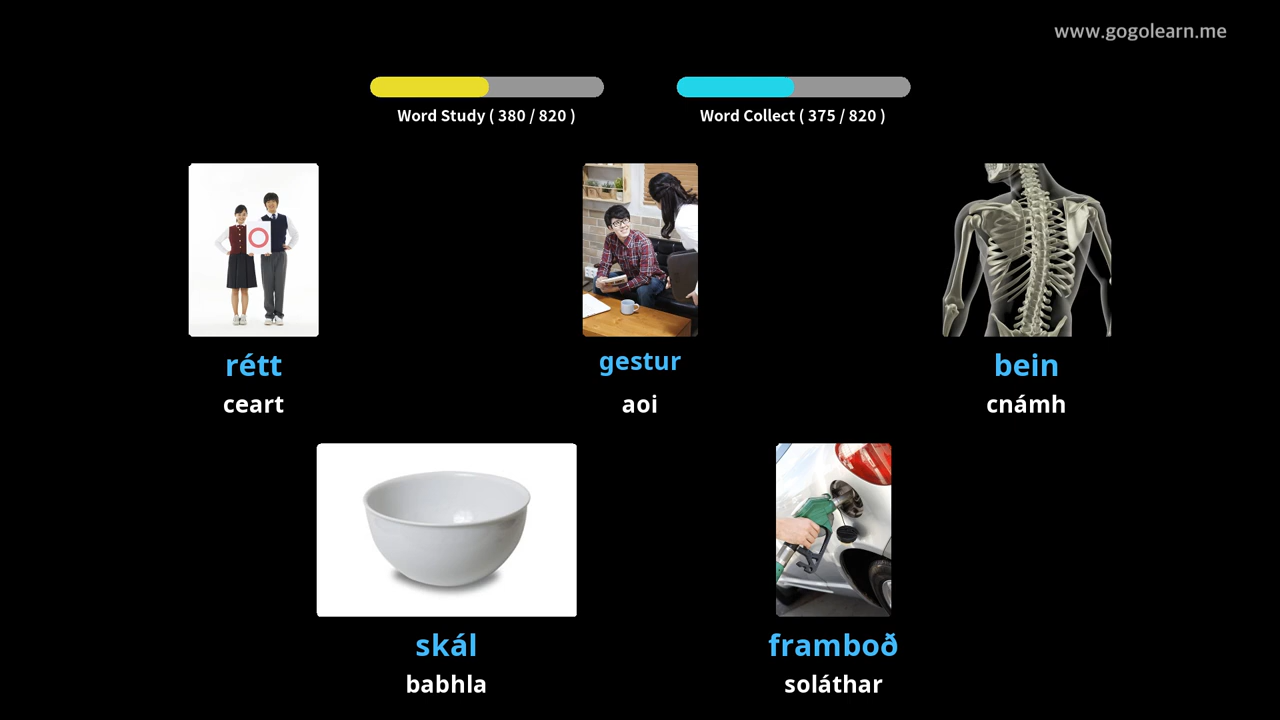 www.gogolearn.me
Word Study ( 380 / 820 )
Word Collect ( 375 / 820 )
rétt
ceart
gestur
aoi
bein
cnámh
skál
babhla
framboð
soláthar